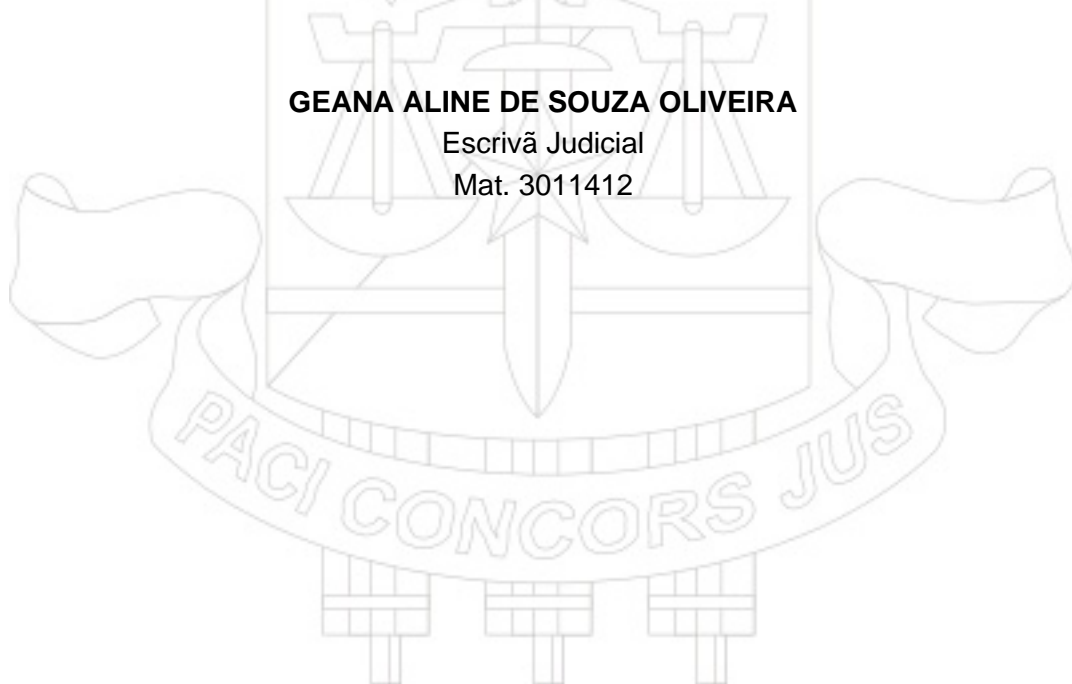 GEANA ALINE DE SOUZA OLIVEIRA
Escrivã Judicial
Mat. 3011412
PACI CONCORS JUS